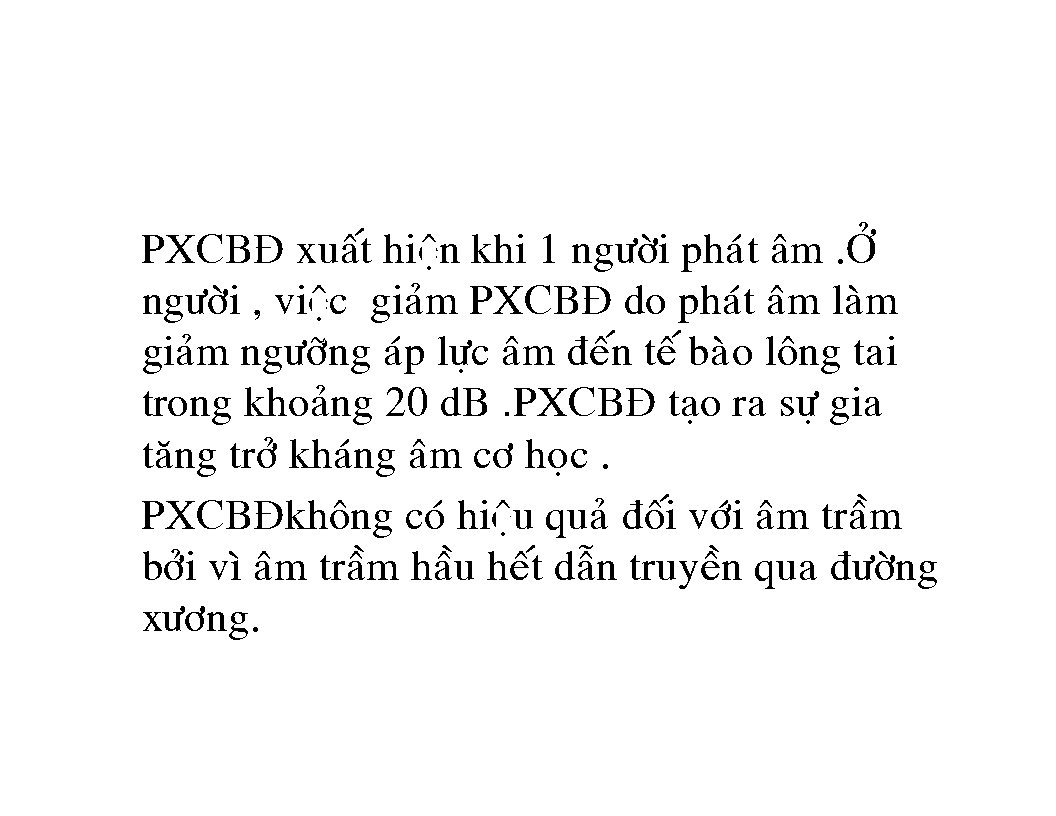 PXCBĐ xuất hiện khi 1 người phát âm .Ở
người , việc  giảm PXCBĐ do phát âm làm
giảm ngưỡng áp lực âm đến tế bào lông tai
trong khoảng 20 dB .PXCBĐ tạo ra sự gia
tăng trở kháng âm cơ học .
PXCBĐkhông có hiệu quả đối với âm trầm
bởi vì âm trầm hầu hết dẫn truyền qua đường
xương.